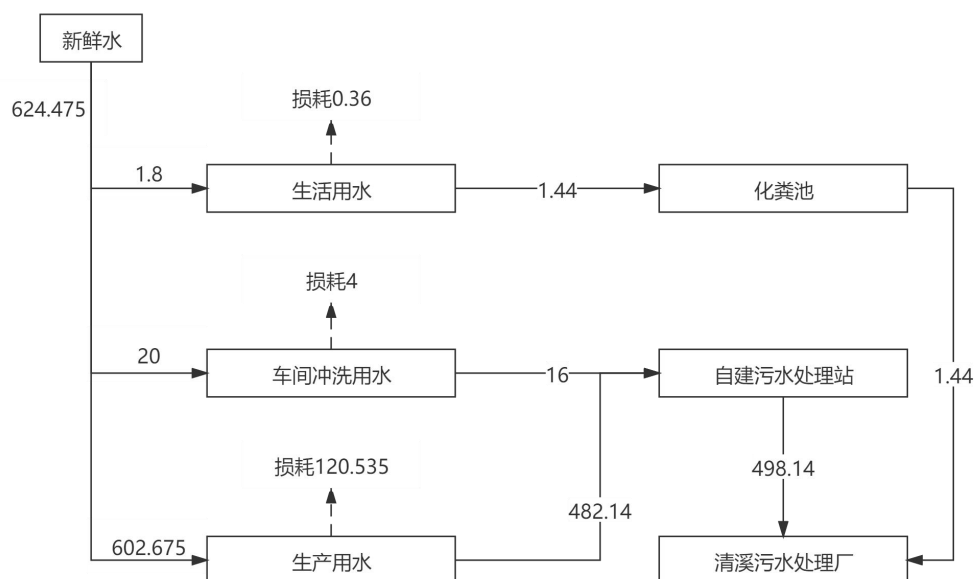 新鲜水
624.475
损耗0.36
1.8
生活用水
1.44
化粪池
损耗4
20
车间冲洗用水
16
自建污水处理站
1.44
损耗120.535
498.14
482.14
602.675
生产用水
清溪污水处理厂